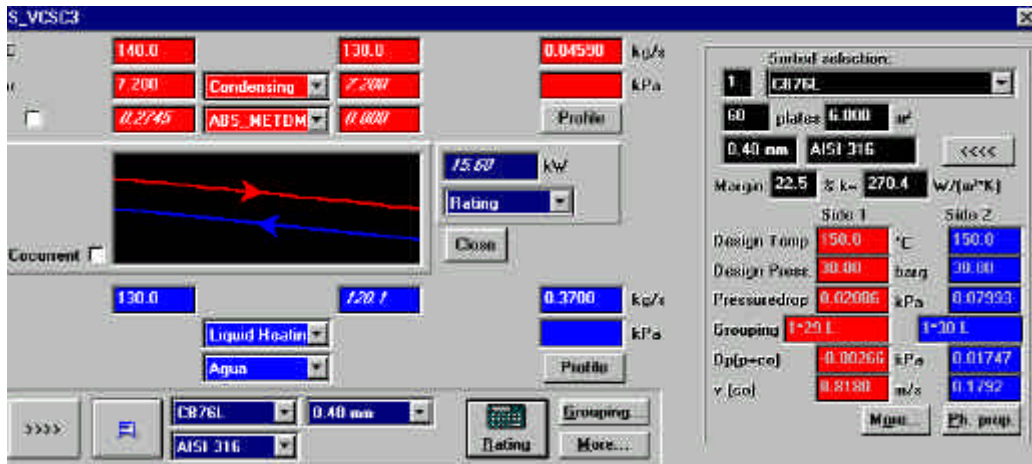 S_VCSC3
140.0 130.0 0.04590 kg/s
7.200 Condensing 7.200 kPa
0.2745 ABS_METDM 0.000 Profile
15.60 kW
Rating
Close
Cocurrent
130.0 120.1 0.3700 kg/s
Liquid Heatin kPa
Agua Profile
>>>> CB76L 0.40 mm Rating Grouping...
AISI 316 More...
Sorted selection:
1 CB76L
60 plates 6.000 m²
0.40 mm AISI 316 <<<<
Margin 22.5 % k= 270.4 W/(m²*K)
Side 1 Side 2
Design Temp 150.0 °C 150.0
Design Press. 30.00 barg 30.00
Pressuredrop 0.02006 kPa 0.07993
Grouping 1*29 L 1*30 L
Dp(p+co) -0.00266 kPa 0.01747
v (co) 0.8180 m/s 0.1792
More... Ph. prop.